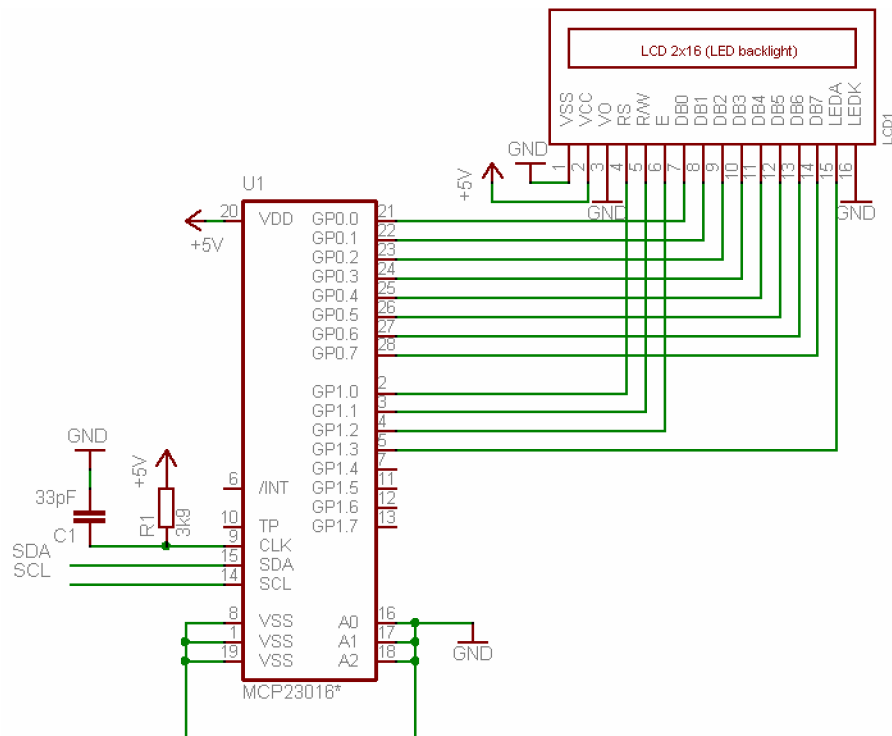 LCD 2x16 (LED backlight)
VSS
VCC
VO
RS
R/W
E
DB0
DB1
DB2
DB3
DB4
DB5
DB6
DB7
LEDA
LEDK
LCD1
1
2
3
4
5
6
7
8
9
10
11
12
13
14
15
16
GND
+5V
GND
GND
U1
20 VDD GP0.0 21
+5V
GP0.1 22
GP0.2 23
GP0.3 24
GP0.4 25
GP0.5 26
GP0.6 27
GP0.7 28
GP1.0 2
GP1.1 3
GP1.2 4
GP1.3 5
GP1.4 7
6 /INT GP1.5 11
GP1.6 12
10 TP GP1.7 13
GND
+5V
33pF
C1
R1
3k9
9 CLK
SDA 15 SDA
SCL 14 SCL
8 VSS A0 16
1 VSS A1 17
19 VSS A2 18
GND
MCP23016*